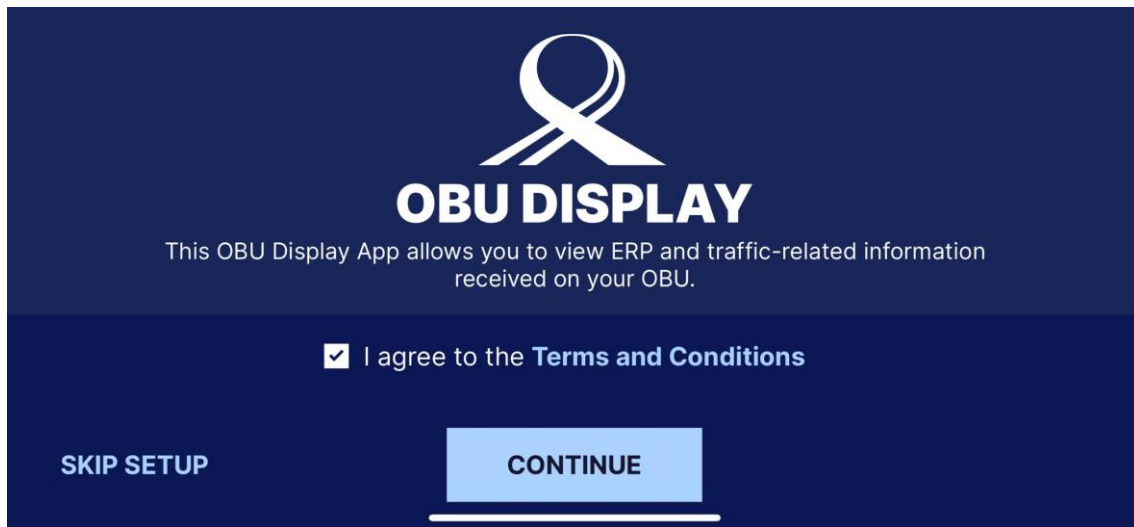 OBU DISPLAY
This OBU Display App allows you to view ERP and traffic-related information
received on your OBU.
I agree to the Terms and Conditions
SKIP SETUP
CONTINUE